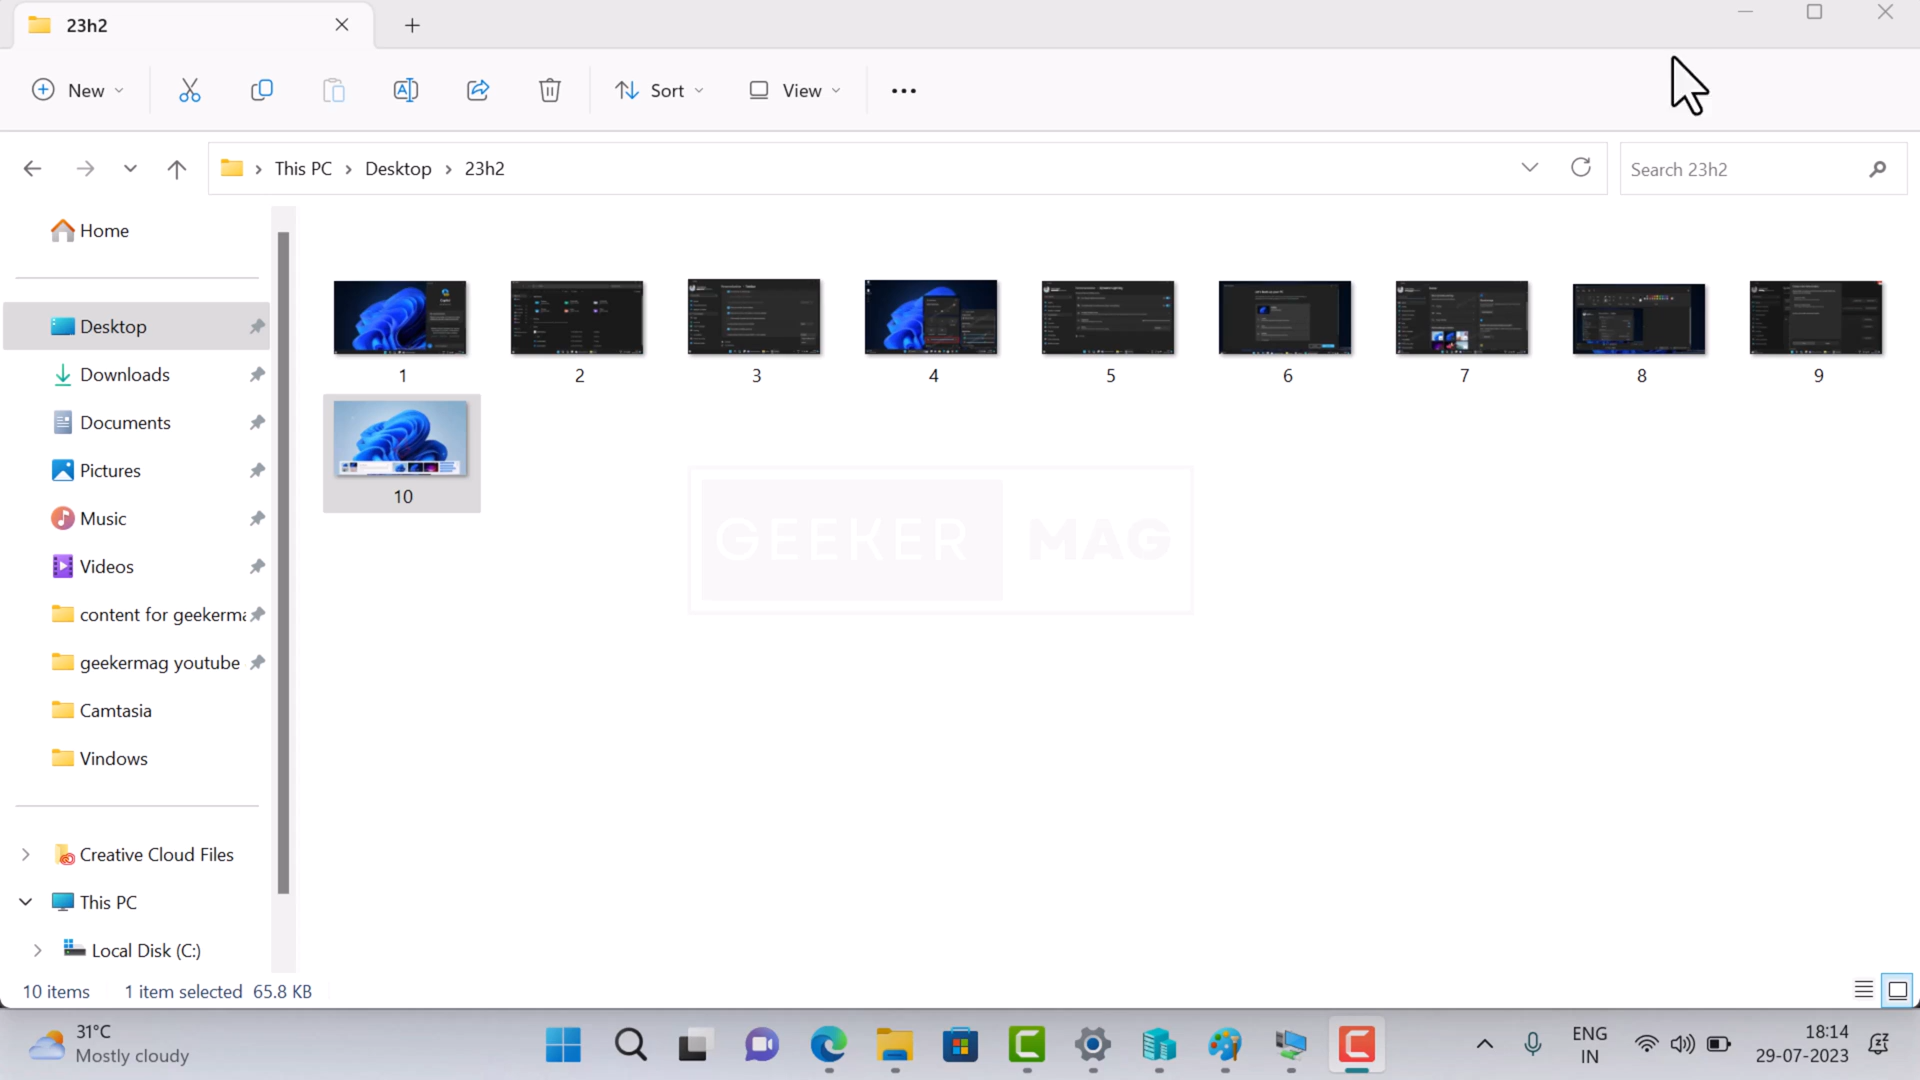 23h2
New
Sort
View
This PC
Desktop
23h2
Search 23h2
Home
Desktop
Downloads
Documents
Pictures
Music
Videos
content for geekerma
geekermag youtube
Camtasia
Vindows
Creative Cloud Files
This PC
Local Disk (C:)
1
2
3
4
5
6
7
8
9
10
GEEKER MAG
10 items
1 item selected 65.8 KB
31°C
Mostly cloudy
ENG
IN
18:14
29-07-2023